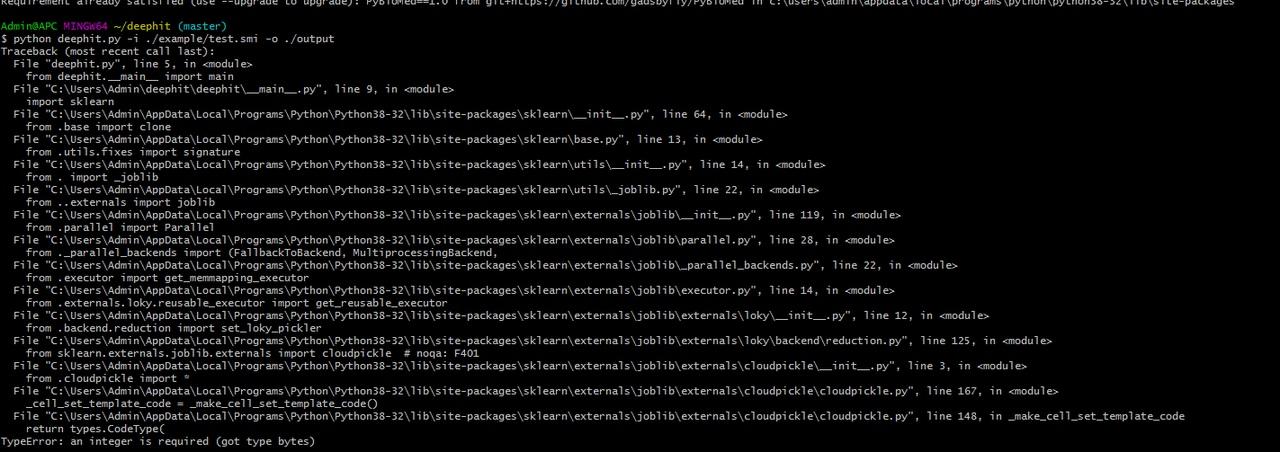 Requirement already satisfied (use --upgrade to upgrade): PyBioMed==1.0 from git+https://github.com/gadsbyfly/PyBioMed in c:\users\admin\appdata\local\programs\python\python38-32\lib\site-packages
Admin@APC MINGW64 ~/deephit (master)
$ python deephit.py -i ./example/test.smi -o ./output
Traceback (most recent call last):
  File "deephit.py", line 5, in <module>
    from deephit.__main__ import main
  File "C:\Users\Admin\deephit\deephit\__main__.py", line 9, in <module>
    import sklearn
  File "C:\Users\Admin\AppData\Local\Programs\Python\Python38-32\lib\site-packages\sklearn\__init__.py", line 64, in <module>
    from .base import clone
  File "C:\Users\Admin\AppData\Local\Programs\Python\Python38-32\lib\site-packages\sklearn\base.py", line 13, in <module>
    from .utils.fixes import signature
  File "C:\Users\Admin\AppData\Local\Programs\Python\Python38-32\lib\site-packages\sklearn\utils\__init__.py", line 14, in <module>
    from . import _joblib
  File "C:\Users\Admin\AppData\Local\Programs\Python\Python38-32\lib\site-packages\sklearn\utils\_joblib.py", line 22, in <module>
    from ..externals import joblib
  File "C:\Users\Admin\AppData\Local\Programs\Python\Python38-32\lib\site-packages\sklearn\externals\joblib\__init__.py", line 119, in <module>
    from .parallel import Parallel
  File "C:\Users\Admin\AppData\Local\Programs\Python\Python38-32\lib\site-packages\sklearn\externals\joblib\parallel.py", line 28, in <module>
    from ._parallel_backends import (FallbackToBackend, MultiprocessingBackend,
  File "C:\Users\Admin\AppData\Local\Programs\Python\Python38-32\lib\site-packages\sklearn\externals\joblib\_parallel_backends.py", line 22, in <module>
    from .executor import get_memmapping_executor
  File "C:\Users\Admin\AppData\Local\Programs\Python\Python38-32\lib\site-packages\sklearn\externals\joblib\executor.py", line 14, in <module>
    from .externals.loky.reusable_executor import get_reusable_executor
  File "C:\Users\Admin\AppData\Local\Programs\Python\Python38-32\lib\site-packages\sklearn\externals\joblib\externals\loky\__init__.py", line 12, in <module>
    from .backend.reduction import set_loky_pickler
  File "C:\Users\Admin\AppData\Local\Programs\Python\Python38-32\lib\site-packages\sklearn\externals\joblib\externals\loky\backend\reduction.py", line 125, in <module>
    from sklearn.externals.joblib.externals import cloudpickle  # noqa: F401
  File "C:\Users\Admin\AppData\Local\Programs\Python\Python38-32\lib\site-packages\sklearn\externals\joblib\externals\cloudpickle\__init__.py", line 3, in <module>
    from .cloudpickle import *
  File "C:\Users\Admin\AppData\Local\Programs\Python\Python38-32\lib\site-packages\sklearn\externals\joblib\externals\cloudpickle\cloudpickle.py", line 167, in <module>
    _cell_set_template_code = _make_cell_set_template_code()
  File "C:\Users\Admin\AppData\Local\Programs\Python\Python38-32\lib\site-packages\sklearn\externals\joblib\externals\cloudpickle\cloudpickle.py", line 148, in _make_cell_set_template_code
    return types.CodeType(
TypeError: an integer is required (got type bytes)